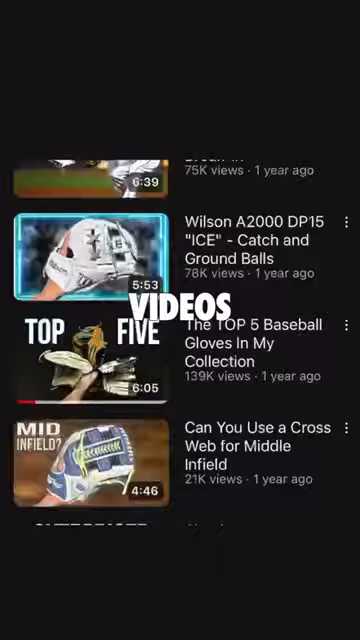 75K views · 1 year ago
6:39
Wilson A2000 DP15
"ICE" - Catch and
Ground Balls
78K views · 1 year ago
5:53
VIDEOS
TOP FIVE
The TOP 5 Baseball
Gloves In My
Collection
139K views · 1 year ago
6:05
MID
INFIELD?
Can You Use a Cross
Web for Middle
Infield
21K views · 1 year ago
4:46